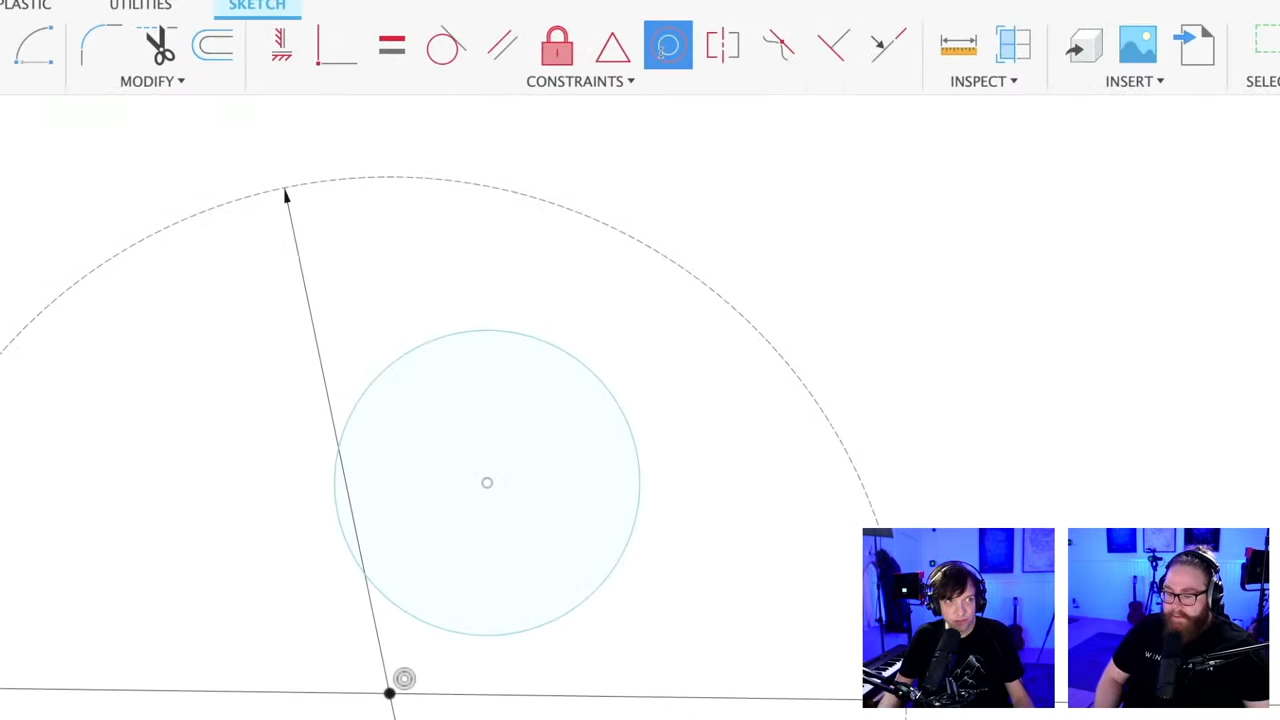 PLASTIC UTILITIES SKETCH
MODIFY CONSTRAINTS INSPECT INSERT SELEC